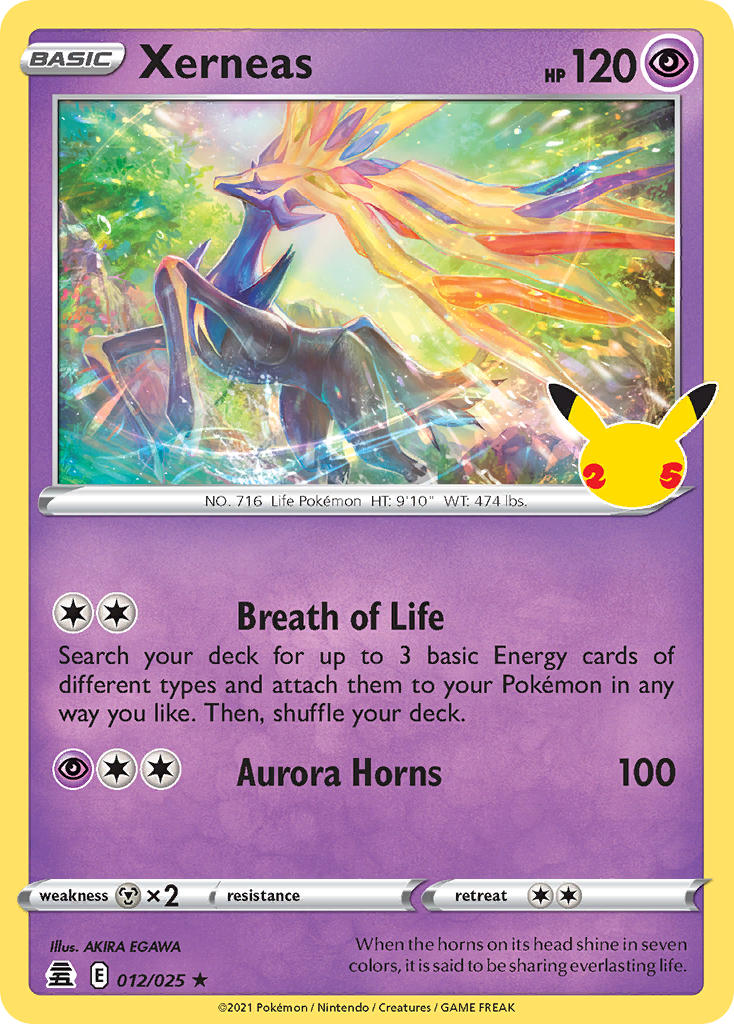 BASIC
Xerneas
HP 120
25
NO. 716 Life Pokémon HT: 9'10" WT: 474 lbs.
Breath of Life
Search your deck for up to 3 basic Energy cards of
different types and attach them to your Pokémon in any
way you like. Then, shuffle your deck.
Aurora Horns 100
weakness ×2 resistance retreat
Illus. AKIRA EGAWA
When the horns on its head shine in seven
colors, it is said to be sharing everlasting life.
E 012/025 ★
©2021 Pokémon / Nintendo / Creatures / GAME FREAK